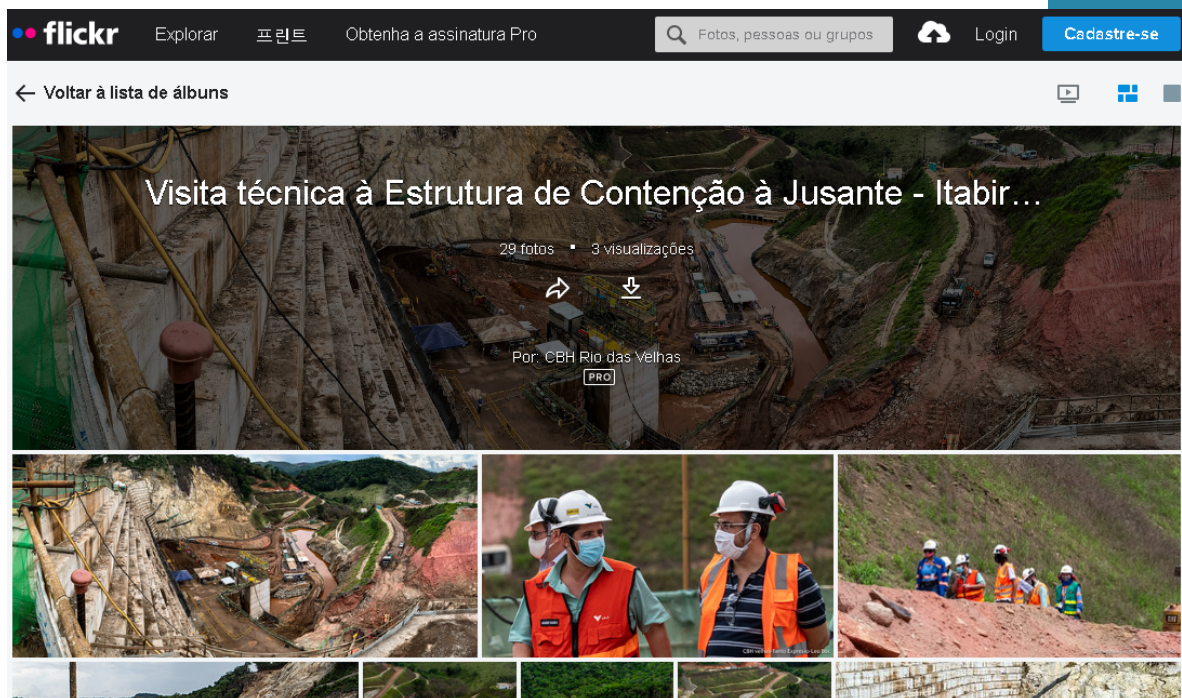 flickr Explorar 프린트 Obtenha a assinatura Pro Fotos, pessoas ou grupos Login Cadastre-se
Voltar à lista de álbuns
Visita técnica à Estrutura de Contenção à Jusante - Itabir...
29 fotos • 3 visualizações
Por: CBH Rio das Velhas
PRO